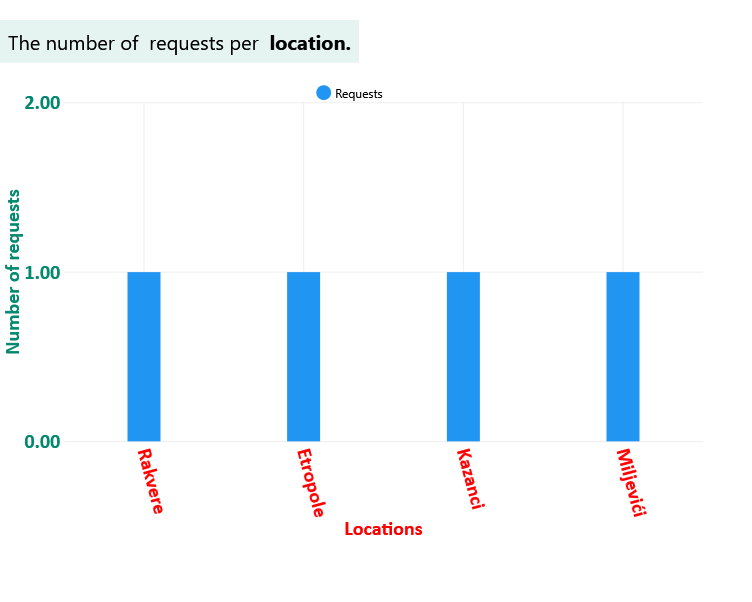 The number of requests per location.
Requests
2.00
1.00
0.00
Number of requests
Rakvere
Etropole
Kazanci
Miljevići
Locations